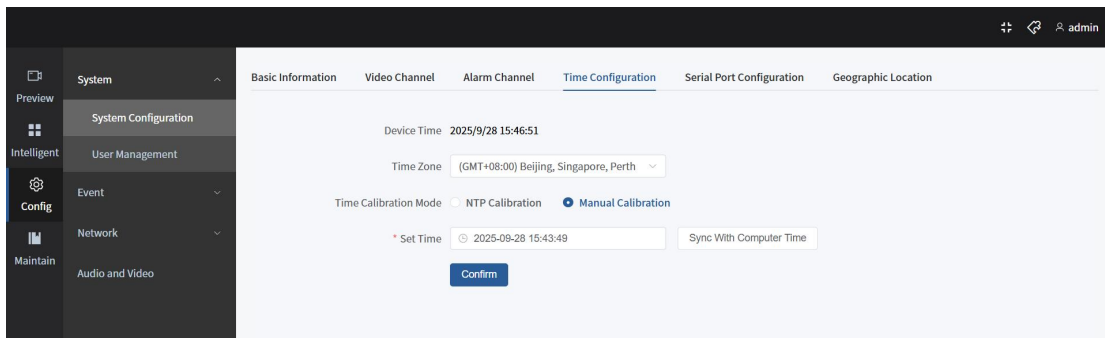 admin
Preview
Intelligent
Config
Maintain
System
System Configuration
User Management
Event
Network
Audio and Video
Basic Information Video Channel Alarm Channel Time Configuration Serial Port Configuration Geographic Location
Device Time 2025/9/28 15:46:51
Time Zone (GMT+08:00) Beijing, Singapore, Perth
Time Calibration Mode NTP Calibration Manual Calibration
* Set Time 2025-09-28 15:43:49 Sync With Computer Time
Confirm